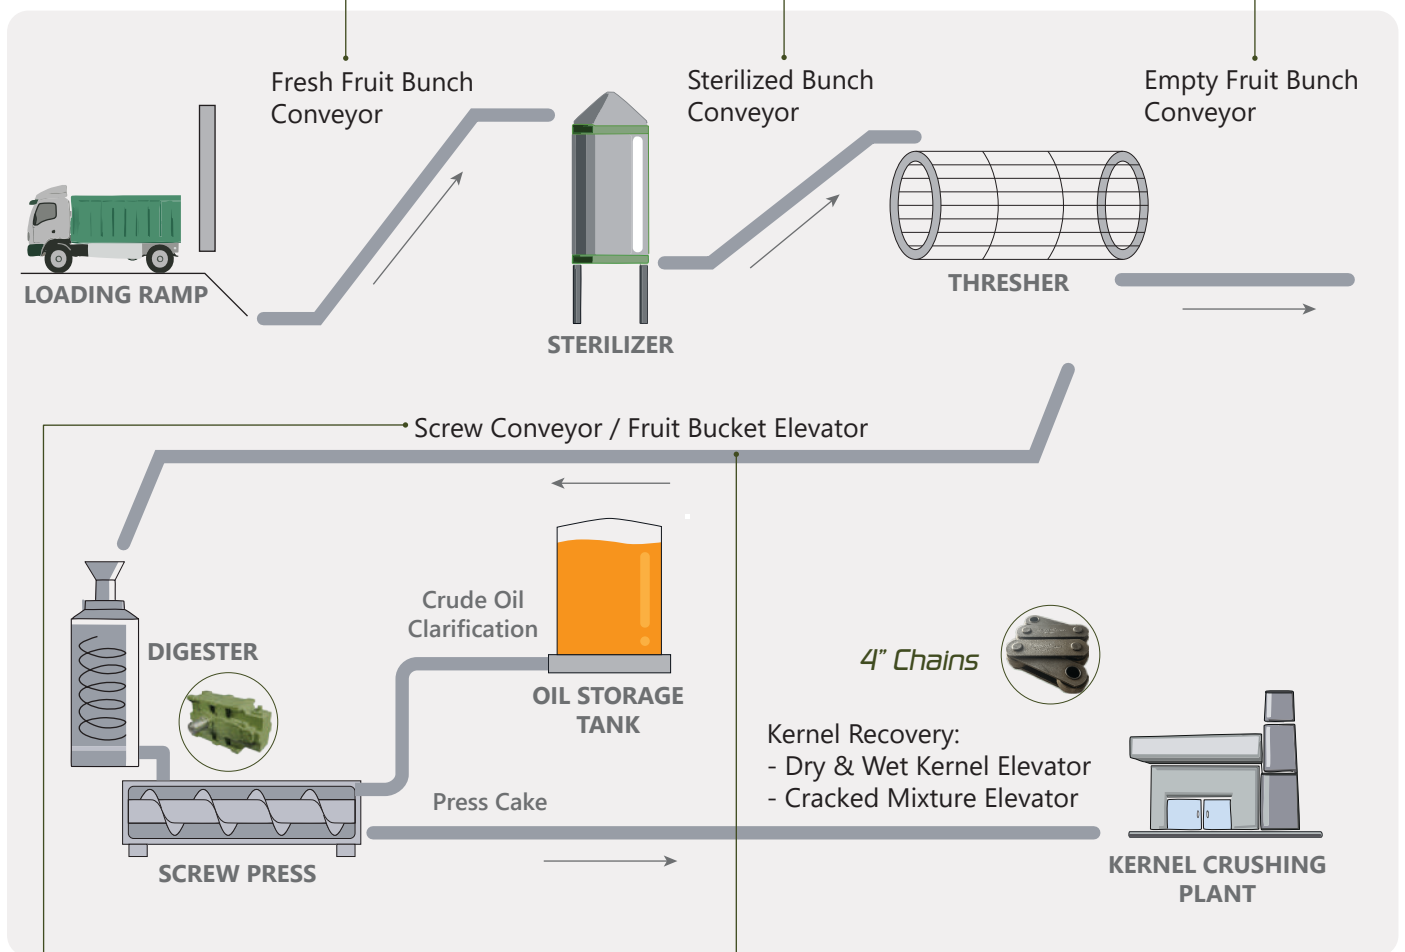 Fresh Fruit Bunch
Conveyor
Sterilized Bunch
Conveyor
Empty Fruit Bunch
Conveyor
LOADING RAMP
STERILIZER
THRESHER
Screw Conveyor / Fruit Bucket Elevator
Crude Oil
Clarification
DIGESTER
OIL STORAGE
TANK
4" Chains
Kernel Recovery:
- Dry & Wet Kernel Elevator
- Cracked Mixture Elevator
Press Cake
SCREW PRESS
KERNEL CRUSHING
PLANT